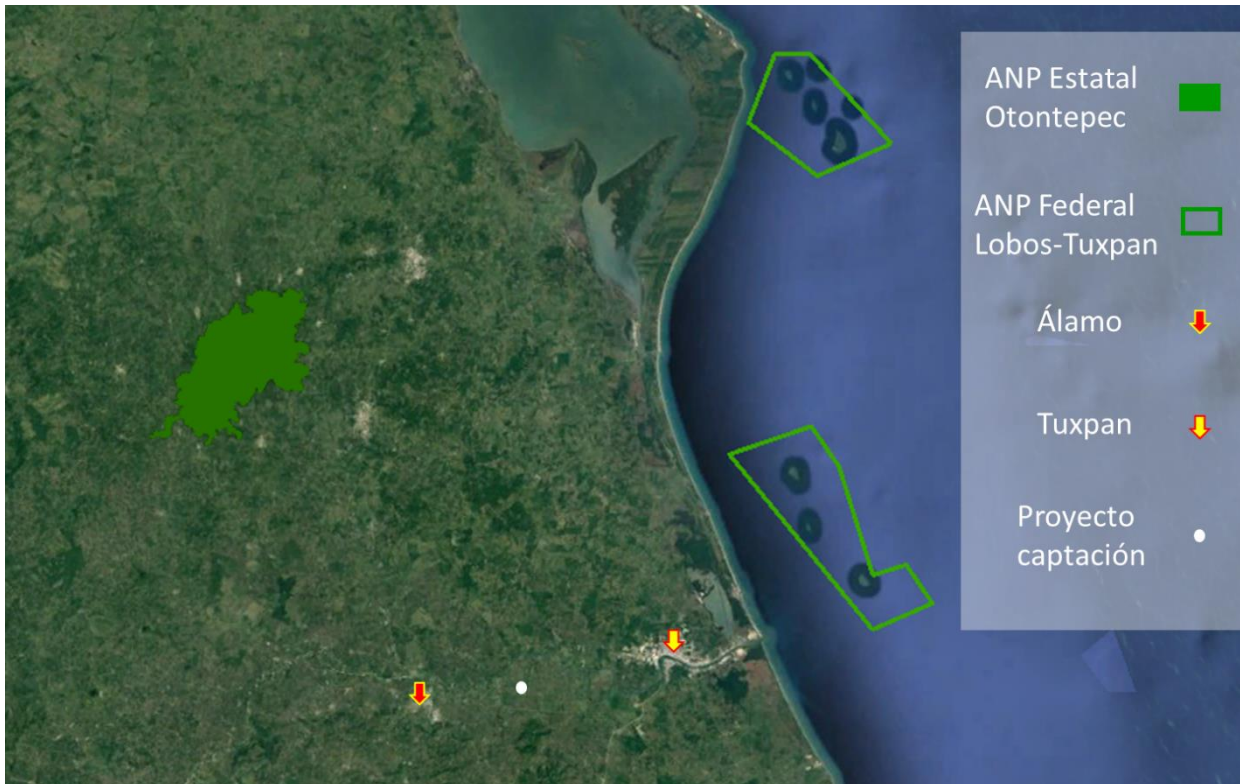 ANP Estatal
Otontepec
ANP Federal
Lobos-Tuxpan
Álamo
Tuxpan
Proyecto
captación